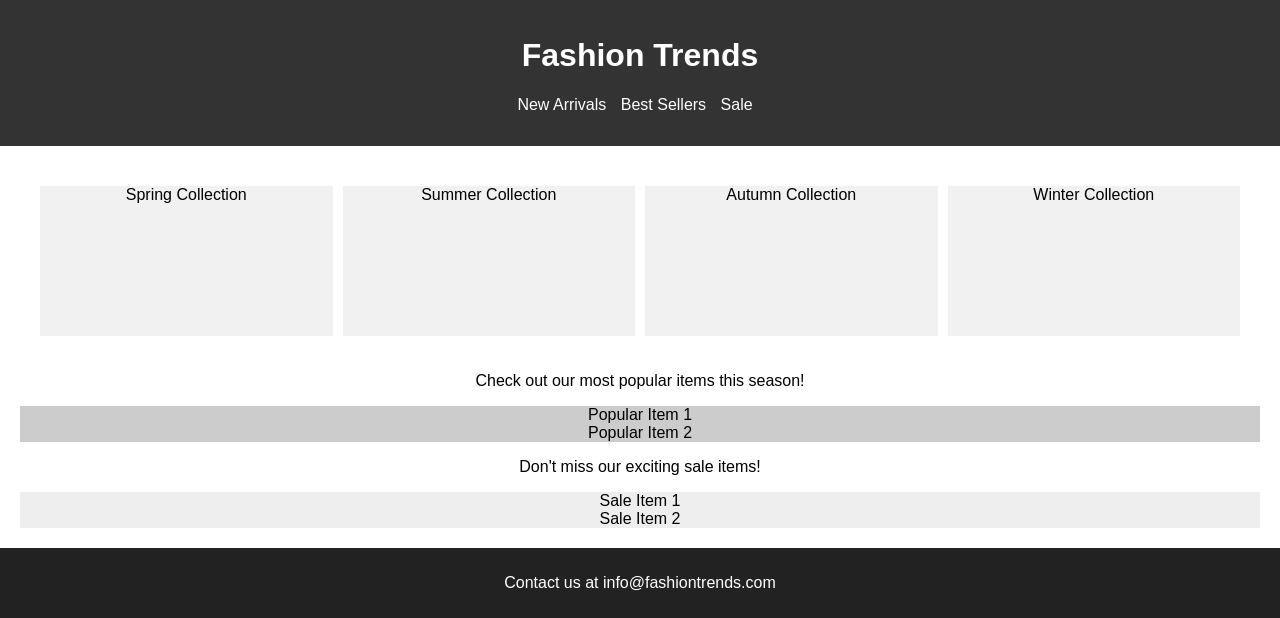 Fashion Trends
New Arrivals Best Sellers Sale
Spring Collection
Summer Collection
Autumn Collection
Winter Collection
Check out our most popular items this season!
Popular Item 1
Popular Item 2
Don't miss our exciting sale items!
Sale Item 1
Sale Item 2
Contact us at info@fashiontrends.com